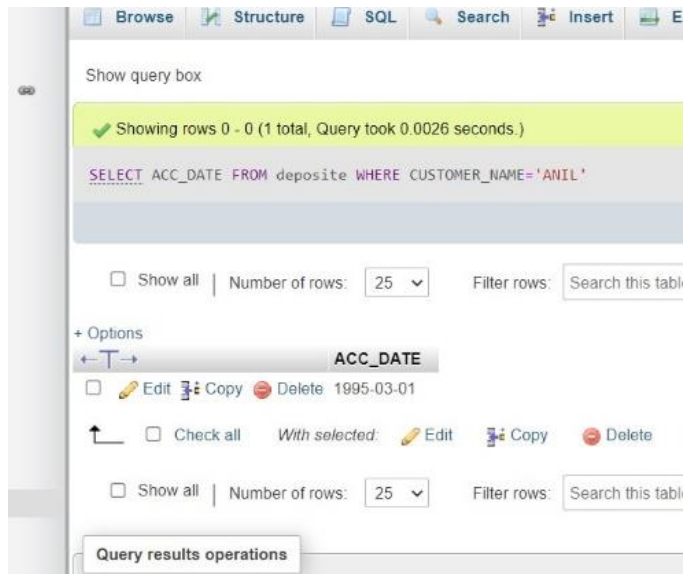 Browse Structure SQL Search Insert E
Show query box
Showing rows 0 - 0 (1 total, Query took 0.0026 seconds.)
SELECT ACC_DATE FROM deposite WHERE CUSTOMER_NAME='ANIL'
Show all | Number of rows: 25 Filter rows: Search this table
+ Options
←T→ ACC_DATE
Edit Copy Delete 1995-03-01
Check all With selected: Edit Copy Delete
Show all | Number of rows: 25 Filter rows: Search this tabl
Query results operations